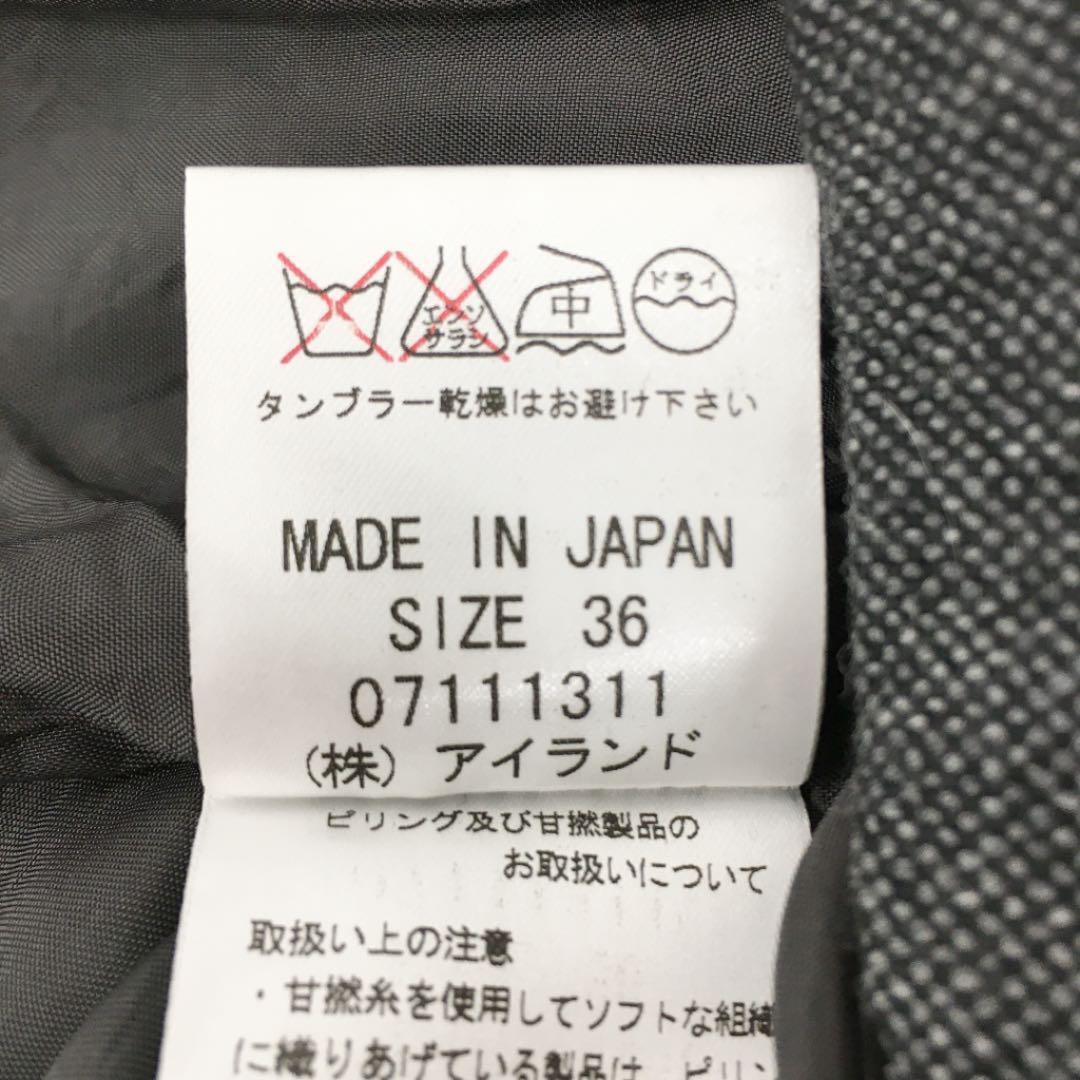 エンソ サラシ 中 ドライ
タンブラー乾燥はお避け下さい
MADE IN JAPAN
SIZE 36
07111311
(株) アイランド
ピリング及び甘撚製品の
お取扱いについて
取扱い上の注意
・甘撚糸を使用してソフトな組織
に織りあげている製品は、ピリン